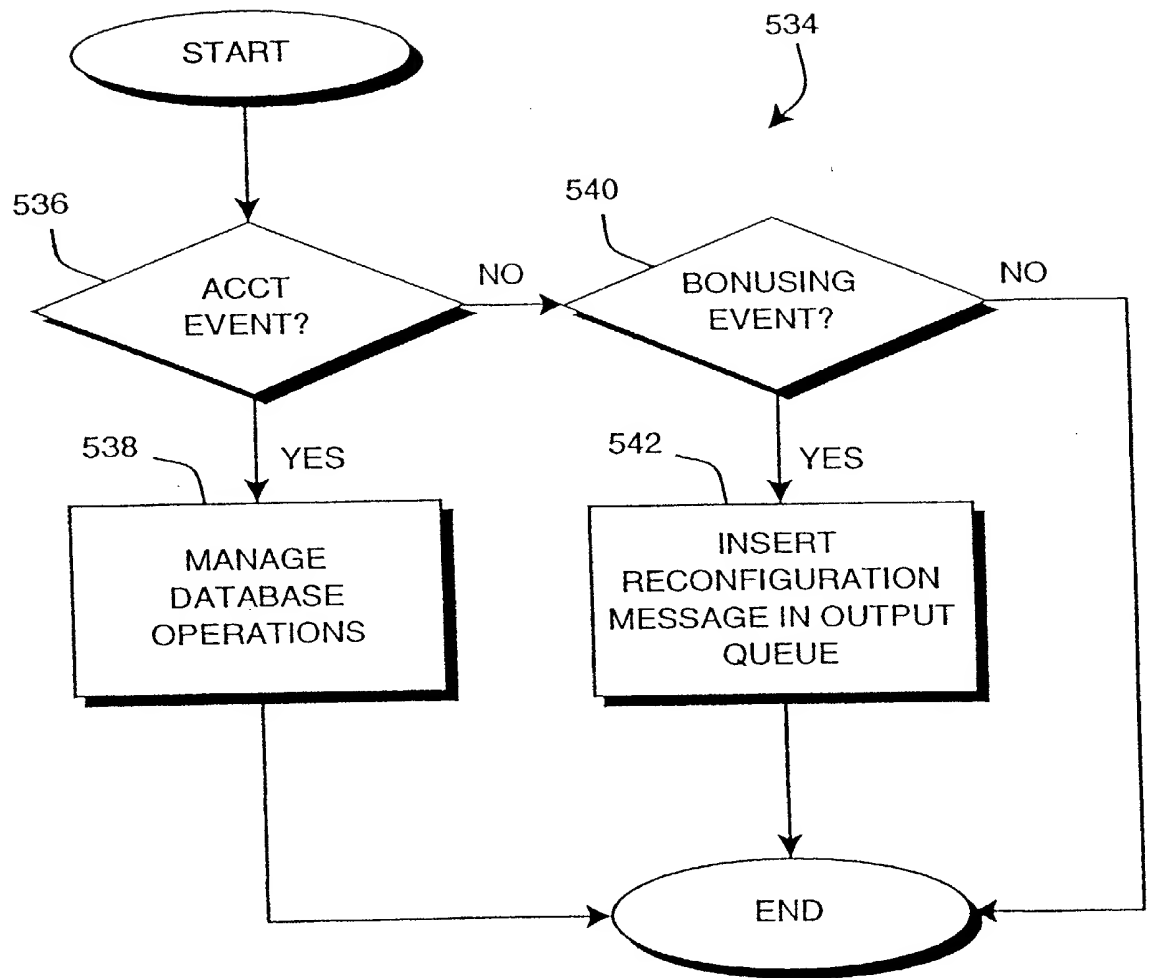 START
534
536
ACCT
EVENT?
NO
540
BONUSING
EVENT?
NO
538
YES
MANAGE
DATABASE
OPERATIONS
542
YES
INSERT
RECONFIGURATION
MESSAGE IN OUTPUT
QUEUE
END